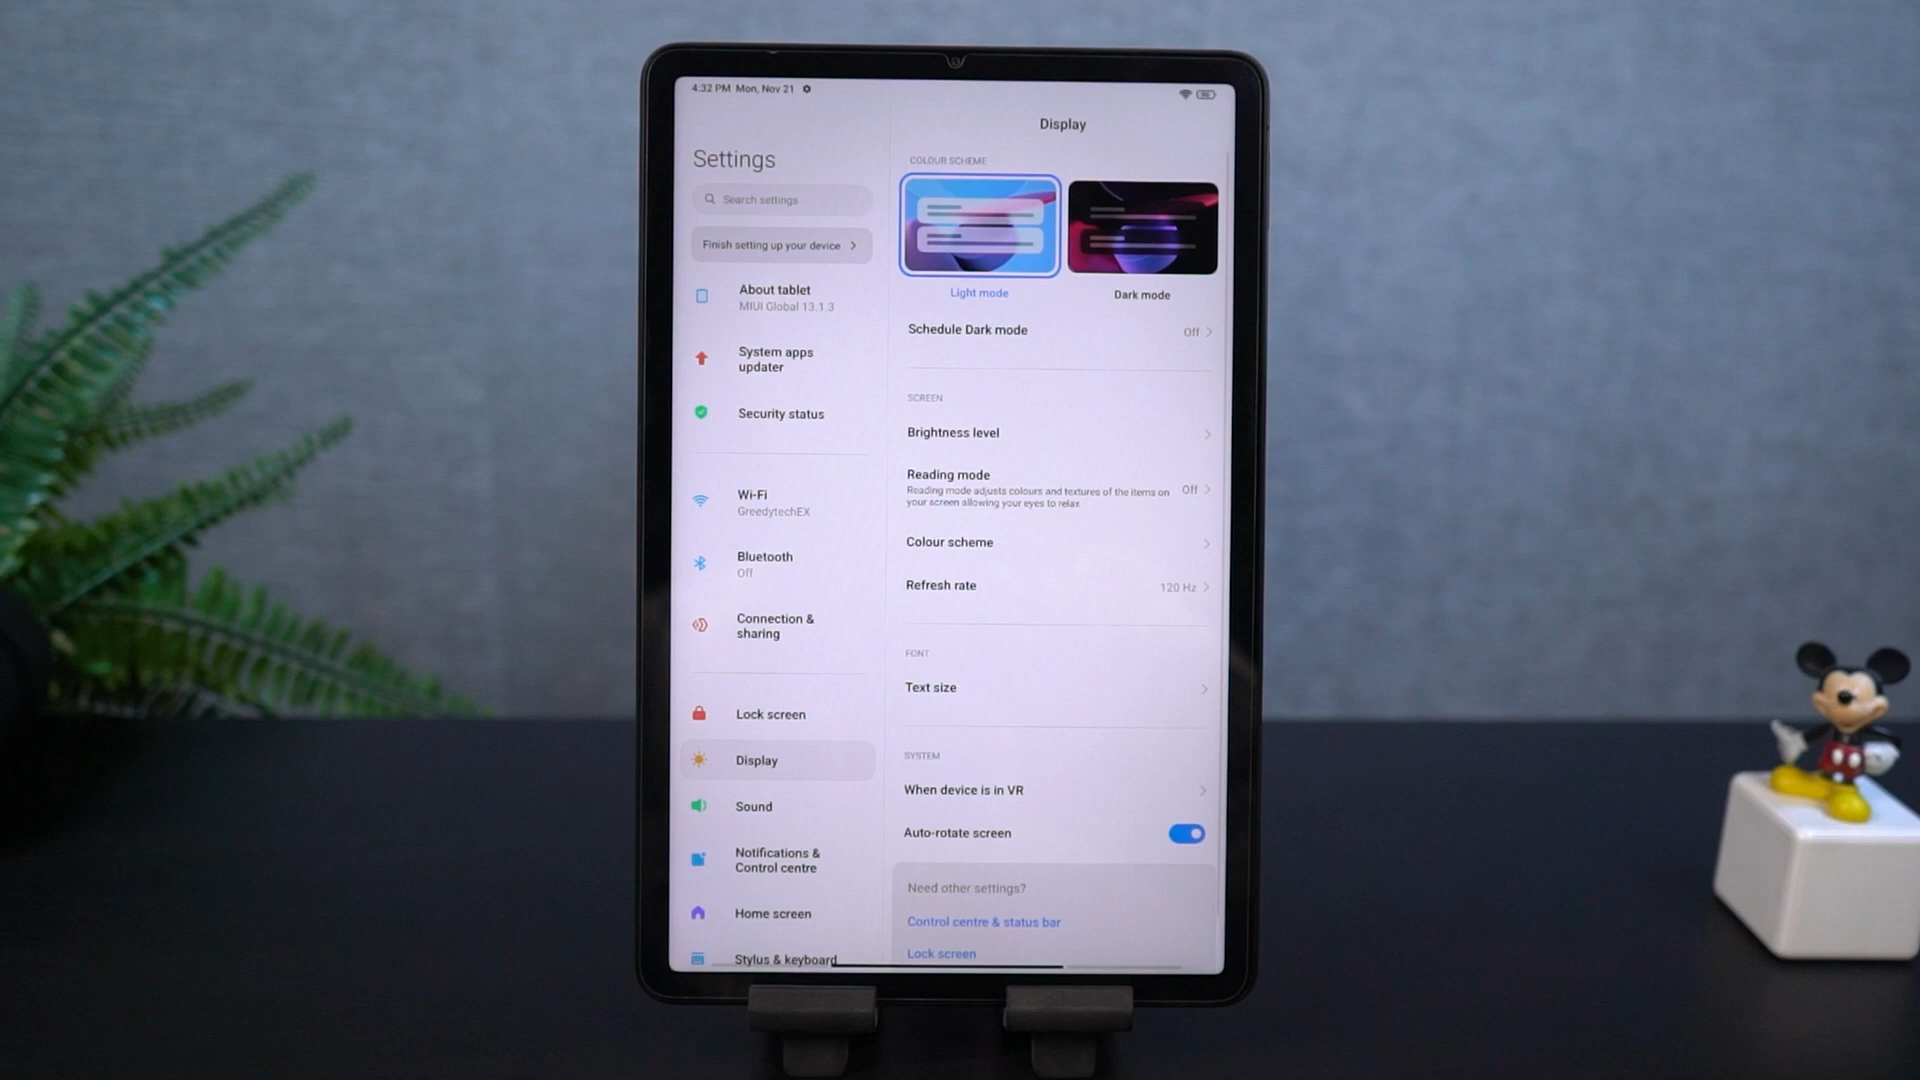 4:32 PM Mon, Nov 21
Settings
Search settings
Finish setting up your device
About tablet
MIUI Global 13.1.3
System apps
updater
Security status
Wi-Fi
GreedytechEX
Bluetooth
Off
Connection &
sharing
Lock screen
Display
Sound
Notifications &
Control centre
Home screen
Stylus & keyboard
Display
COLOUR SCHEME
Light mode
Dark mode
Schedule Dark mode
Off
SCREEN
Brightness level
Reading mode
Reading mode adjusts colours and textures of the items on
your screen allowing your eyes to relax
Off
Colour scheme
Refresh rate
120 Hz
FONT
Text size
SYSTEM
When device is in VR
Auto-rotate screen
Need other settings?
Control centre & status bar
Lock screen